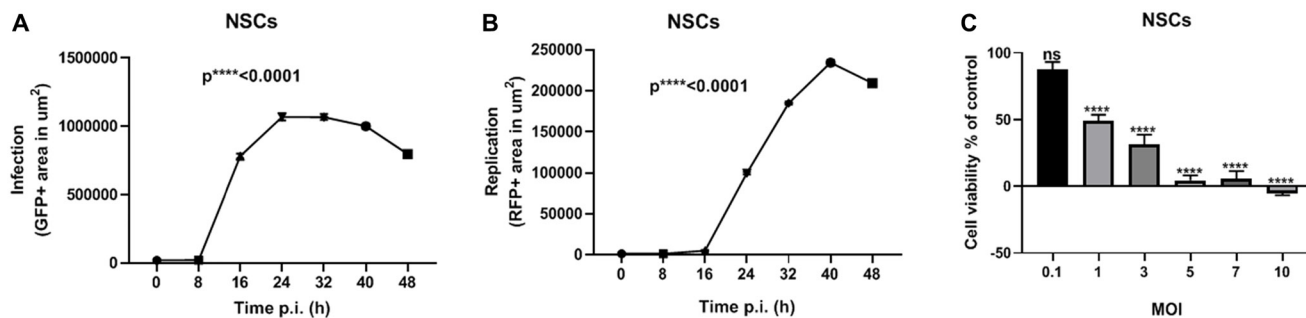 A
NSCs
Infection
(GFP+ area in um²)
1500000
1000000
500000
0
p****<0.0001
0 8 16 24 32 40 48
Time p.i. (h)
B
NSCs
Replication
(RFP+ area in um²)
250000
200000
150000
100000
50000
0
p****<0.0001
0 8 16 24 32 40 48
Time p.i. (h)
C
NSCs
Cell viability % of control
100
50
0
-50
ns
****
****
****
****
****
0.1 1 3 5 7 10
MOI